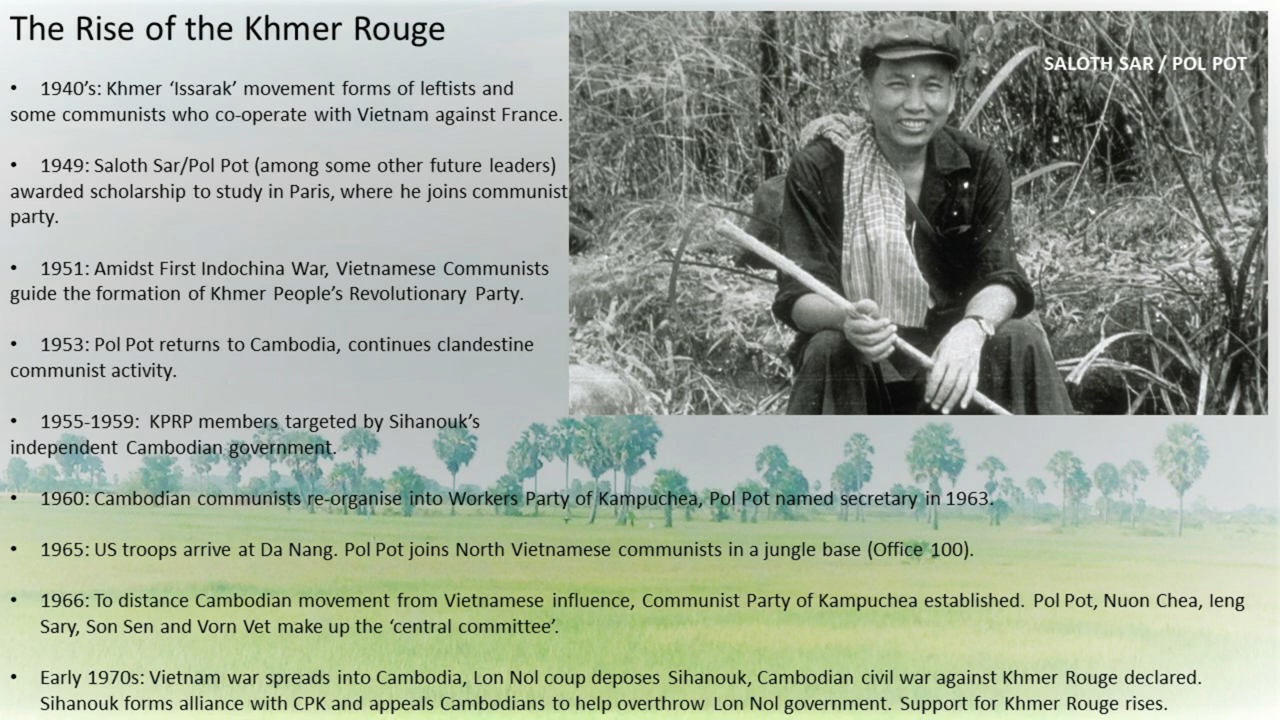 The Rise of the Khmer Rouge
SALOTH SAR / POL POT
• 1940’s: Khmer ‘Issarak’ movement forms of leftists and
some communists who co-operate with Vietnam against France.
• 1949: Saloth Sar/Pol Pot (among some other future leaders)
awarded scholarship to study in Paris, where he joins communist
party.
• 1951: Amidst First Indochina War, Vietnamese Communists
guide the formation of Khmer People’s Revolutionary Party.
• 1953: Pol Pot returns to Cambodia, continues clandestine
communist activity.
• 1955-1959: KPRP members targeted by Sihanouk’s
independent Cambodian government.
• 1960: Cambodian communists re-organise into Workers Party of Kampuchea, Pol Pot named secretary in 1963.
• 1965: US troops arrive at Da Nang. Pol Pot joins North Vietnamese communists in a jungle base (Office 100).
• 1966: To distance Cambodian movement from Vietnamese influence, Communist Party of Kampuchea established. Pol Pot, Nuon Chea, Ieng
Sary, Son Sen and Vorn Vet make up the ‘central committee’.
• Early 1970s: Vietnam war spreads into Cambodia, Lon Nol coup deposes Sihanouk, Cambodian civil war against Khmer Rouge declared.
Sihanouk forms alliance with CPK and appeals Cambodians to help overthrow Lon Nol government. Support for Khmer Rouge rises.